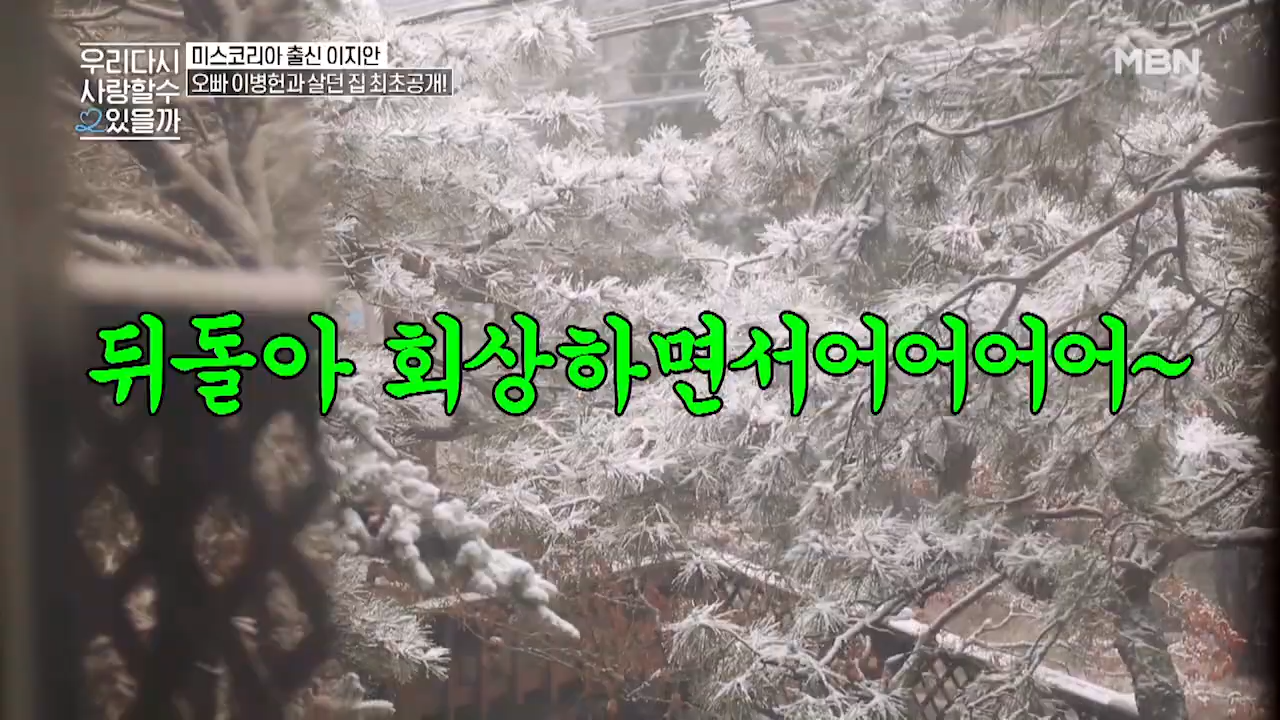 우리다시
사랑할수
있을까
미스코리아 출신 이지안
오빠 이병헌과 살던 집 최초공개!
MBN
뒤돌아 회상하면서어어어어~